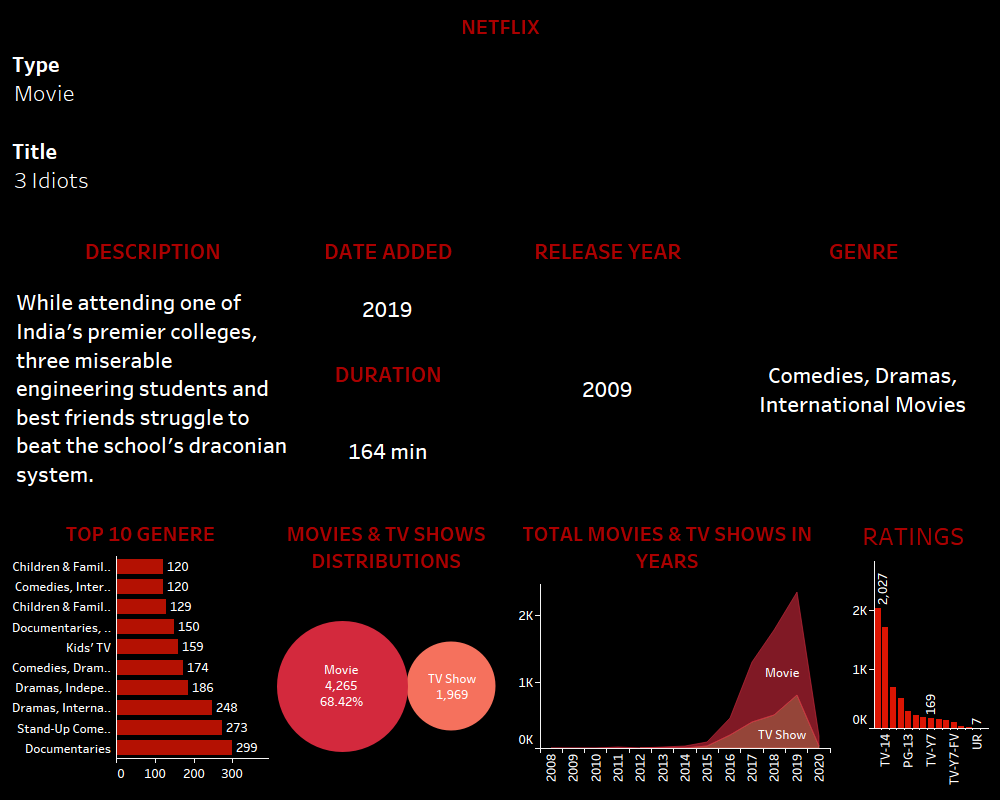 NETFLIX
Type
Movie
Title
3 Idiots
DESCRIPTION
While attending one of
India's premier colleges,
three miserable
engineering students and
best friends struggle to
beat the school's draconian
system.
DATE ADDED
2019
DURATION
164 min
RELEASE YEAR
2009
GENRE
Comedies, Dramas,
International Movies
TOP 10 GENERE
Children & Famil.. 120
Comedies, Inter.. 120
Children & Famil.. 129
Documentaries, .. 150
Kids' TV 159
Comedies, Dram.. 174
Dramas, Indepe.. 186
Dramas, Interna.. 248
Stand-Up Come.. 273
Documentaries 299
0 100 200 300
MOVIES & TV SHOWS
DISTRIBUTIONS
Movie
4,265
68.42%
TV Show
1,969
TOTAL MOVIES & TV SHOWS IN
YEARS
2K
1K
0K
Movie
TV Show
2008 2009 2010 2011 2012 2013 2014 2015 2016 2017 2018 2019 2020
RATINGS
2K
1K
0K
2,027
169
7
TV-14 PG-13 TV-Y7 TV-Y7-FV UR